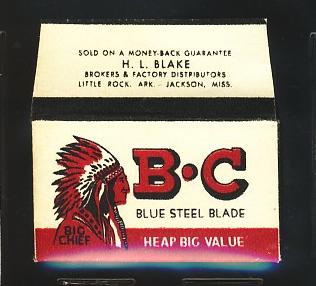 SOLD ON A MONEY-BACK GUARANTEE
H. L. BLAKE
BROKERS & FACTORY DISTRIBUTORS
LITTLE ROCK, ARK. - JACKSON, MISS.
B•C
BLUE STEEL BLADE
BIG
CHIEF
HEAP BIG VALUE